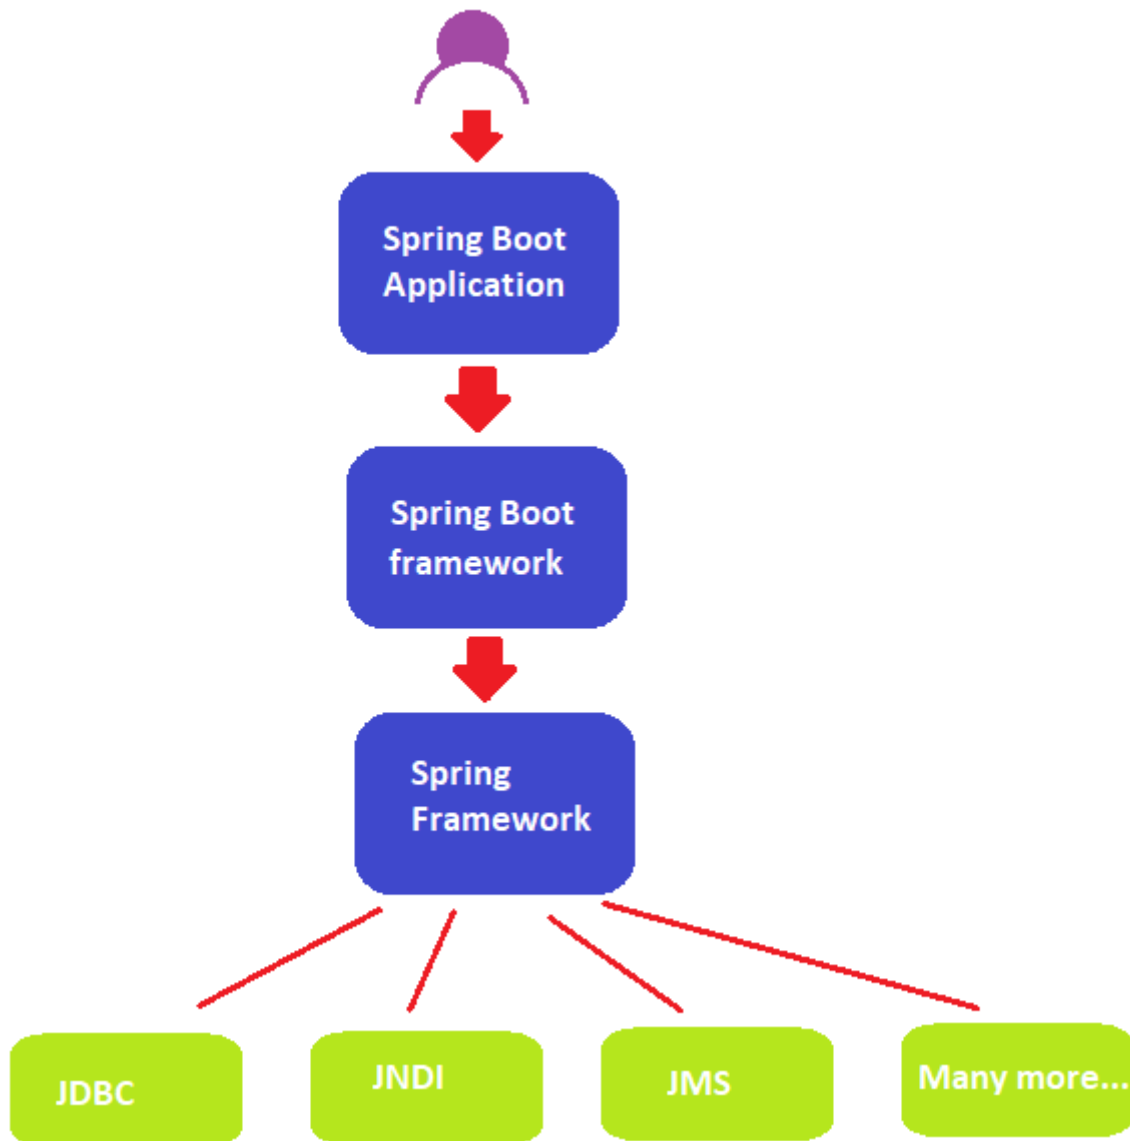 Spring Boot
Application
Spring Boot
framework
Spring
Framework
JDBC
JNDI
JMS
Many more...